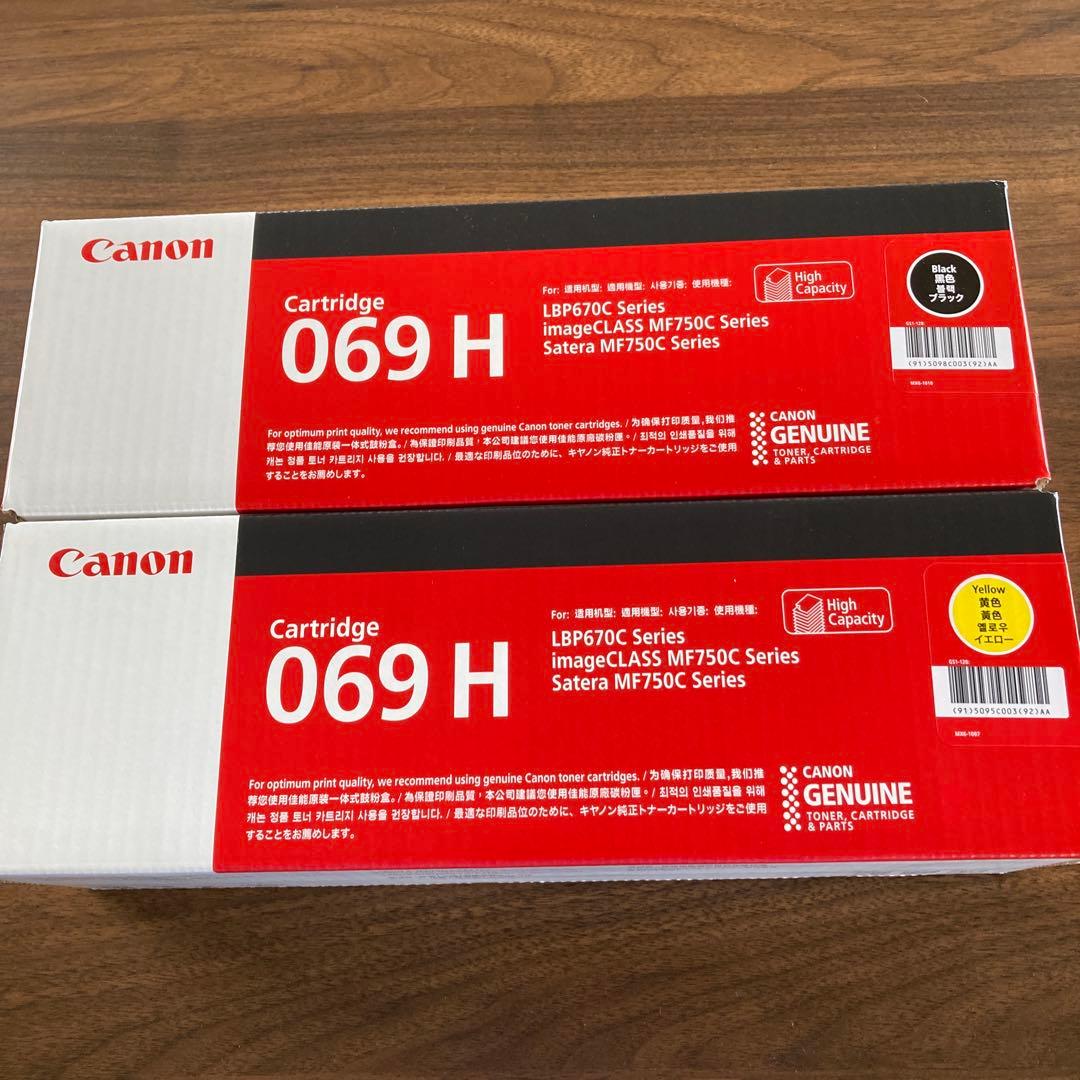 Canon
Cartridge
069 H
For: 适用机型: 適用機型: 사용기종: 使用機種:
LBP670C Series
imageCLASS MF750C Series
Satera MF750C Series
High
Capacity
Black
黑色
블랙
ブラック
GS1-128:
(91)5098C003(92)AA
MX6-1010
For optimum print quality, we recommend using genuine Canon toner cartridges. / 为确保打印质量,我们推
荐您使用佳能原装一体式鼓粉盒。/ 為保證印刷品質,本公司建議您使用佳能原廠碳粉匣。/ 최적의 인쇄품질을 위해
캐논 정품 토너 카트리지 사용을 권장합니다. / 最適な印刷品位のために、キヤノン純正トナーカートリッジをご使用
することをお薦めします。
CANON
GENUINE
TONER, CARTRIDGE
& PARTS
Canon
Cartridge
069 H
For: 适用机型: 適用機型: 사용기종: 使用機種:
LBP670C Series
imageCLASS MF750C Series
Satera MF750C Series
High
Capacity
Yellow
黄色
黃色
옐로우
イエロー
GS1-128:
(91)5095C003(92)AA
MX6-1007
For optimum print quality, we recommend using genuine Canon toner cartridges. / 为确保打印质量,我们推
荐您使用佳能原装一体式鼓粉盒。/ 為保證印刷品質,本公司建議您使用佳能原廠碳粉匣。/ 최적의 인쇄품질을 위해
캐논 정품 토너 카트리지 사용을 권장합니다. / 最適な印刷品位のために、キヤノン純正トナーカートリッジをご使用
することをお薦めします。
CANON
GENUINE
TONER, CARTRIDGE
& PARTS